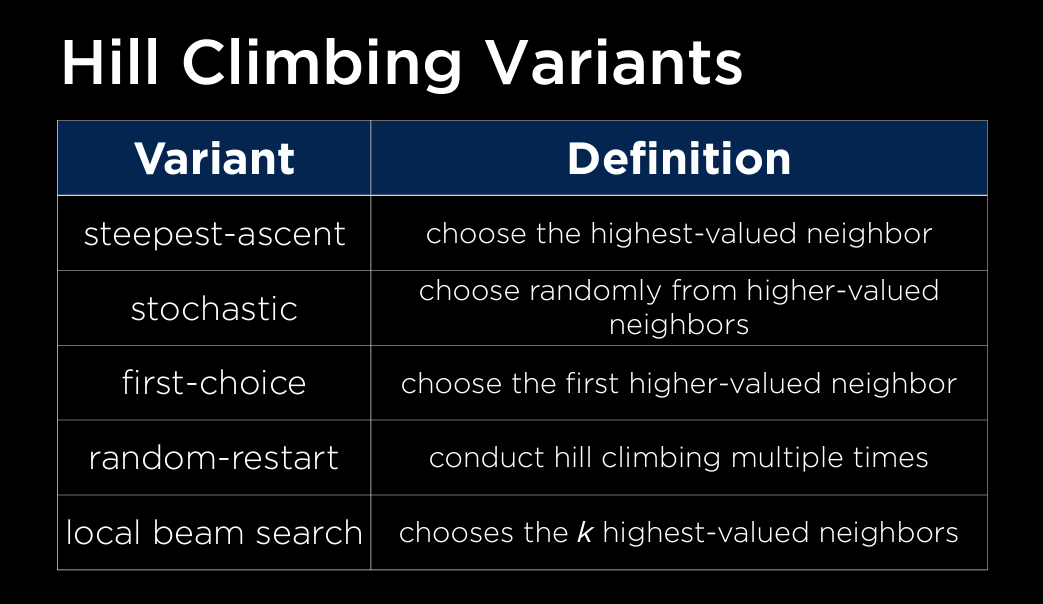 Hill Climbing Variants
Variant
Definition
steepest-ascent
choose the highest-valued neighbor
stochastic
choose randomly from higher-valued
neighbors
first-choice
choose the first higher-valued neighbor
random-restart
conduct hill climbing multiple times
local beam search
chooses the k highest-valued neighbors